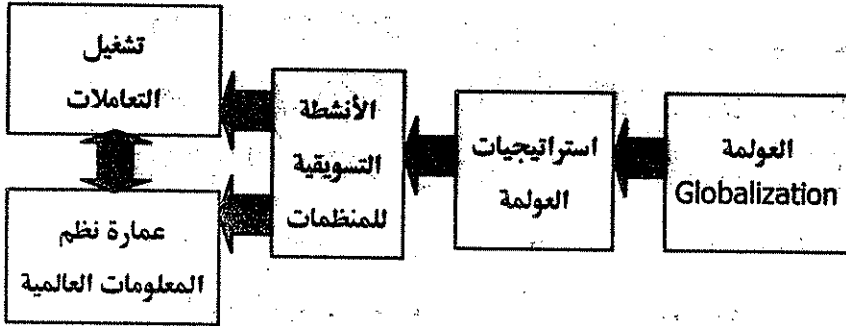 العولمة
Globalization
استراتيجيات
العولمة
الأنشطة
التسويقية
للمنظمات
تشغيل
التعاملات
عمارة نظم
المعلومات العالمية